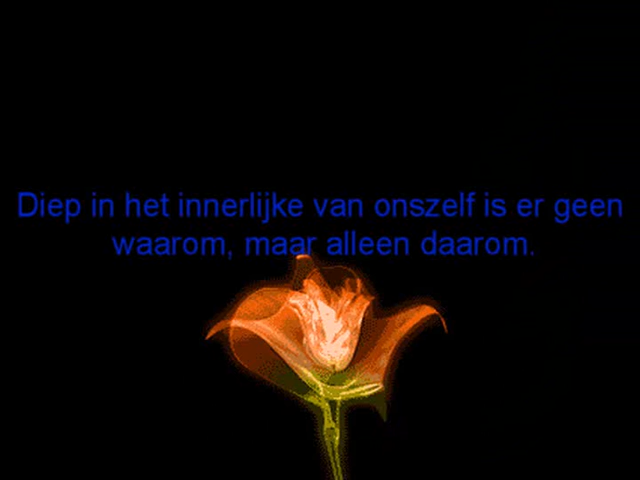 Diep in het innerlijke van onszelf is er geen
waarom, maar alleen daarom.